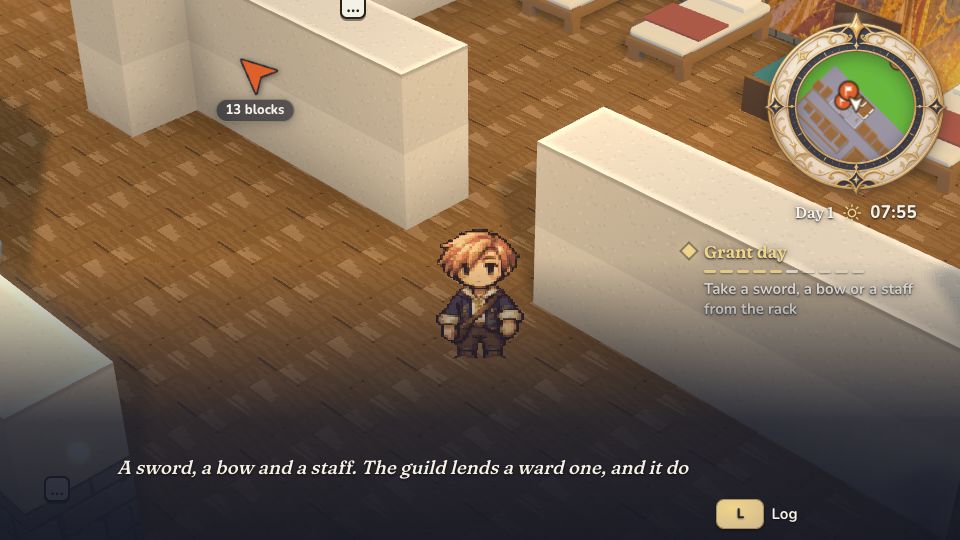 ...
13 blocks
Day 1 07:55
Grant day
Take a sword, a bow or a staff
from the rack
A sword, a bow and a staff. The guild lends a ward one, and it do
...
L Log